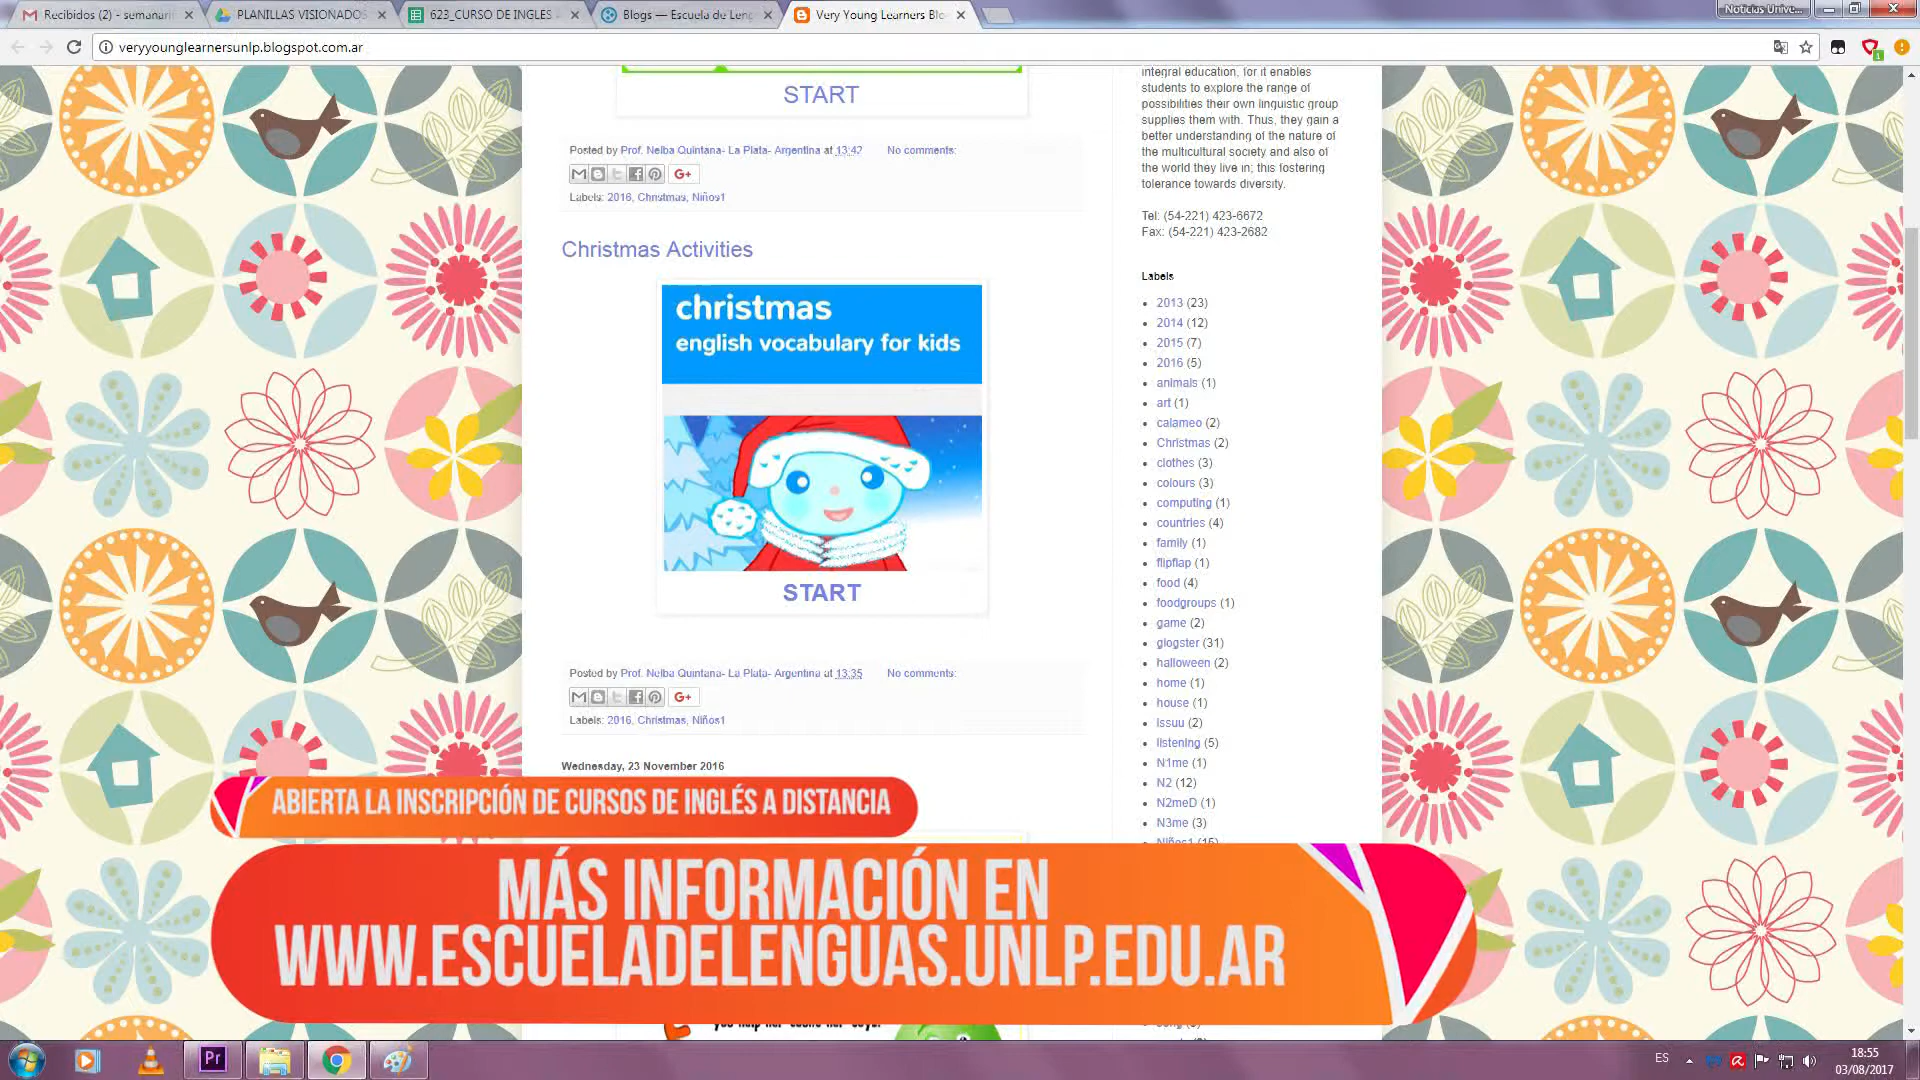 Recibidos (2) - semanari
PLANILLAS VISIONADOS
623_CURSO DE INGLES
Blogs — Escuela de Leng
Very Young Learners Blo
Noticias Unive...
veryyounglearnersunlp.blogspot.com.ar
START
Posted by Prof. Nelba Quintana- La Plata- Argentina at 13:42 No comments:
G+
Labels: 2016, Christmas, Niños1
Christmas Activities
christmas
english vocabulary for kids
START
Posted by Prof. Nelba Quintana- La Plata- Argentina at 13:35 No comments:
G+
Labels: 2016, Christmas, Niños1
Wednesday, 23 November 2016
integral education, for it enables
students to explore the range of
possibilities their own linguistic group
supplies them with. Thus, they gain a
better understanding of the nature of
the multicultural society and also of
the world they live in; this fostering
tolerance towards diversity.
Tel: (54-221) 423-6672
Fax: (54-221) 423-2682
Labels
2013 (23)
2014 (12)
2015 (7)
2016 (5)
animals (1)
art (1)
calameo (2)
Christmas (2)
clothes (3)
colours (3)
computing (1)
countries (4)
family (1)
flipflap (1)
food (4)
foodgroups (1)
game (2)
glogster (31)
halloween (2)
home (1)
house (1)
issuu (2)
listening (5)
N1me (1)
N2 (12)
N2meD (1)
N3me (3)
Niños1 (15)
ABIERTA LA INSCRIPCIÓN DE CURSOS DE INGLÉS A DISTANCIA
MÁS INFORMACIÓN EN
WWW.ESCUELADELENGUAS.UNLP.EDU.AR
Pr
ES
18:55
03/08/2017